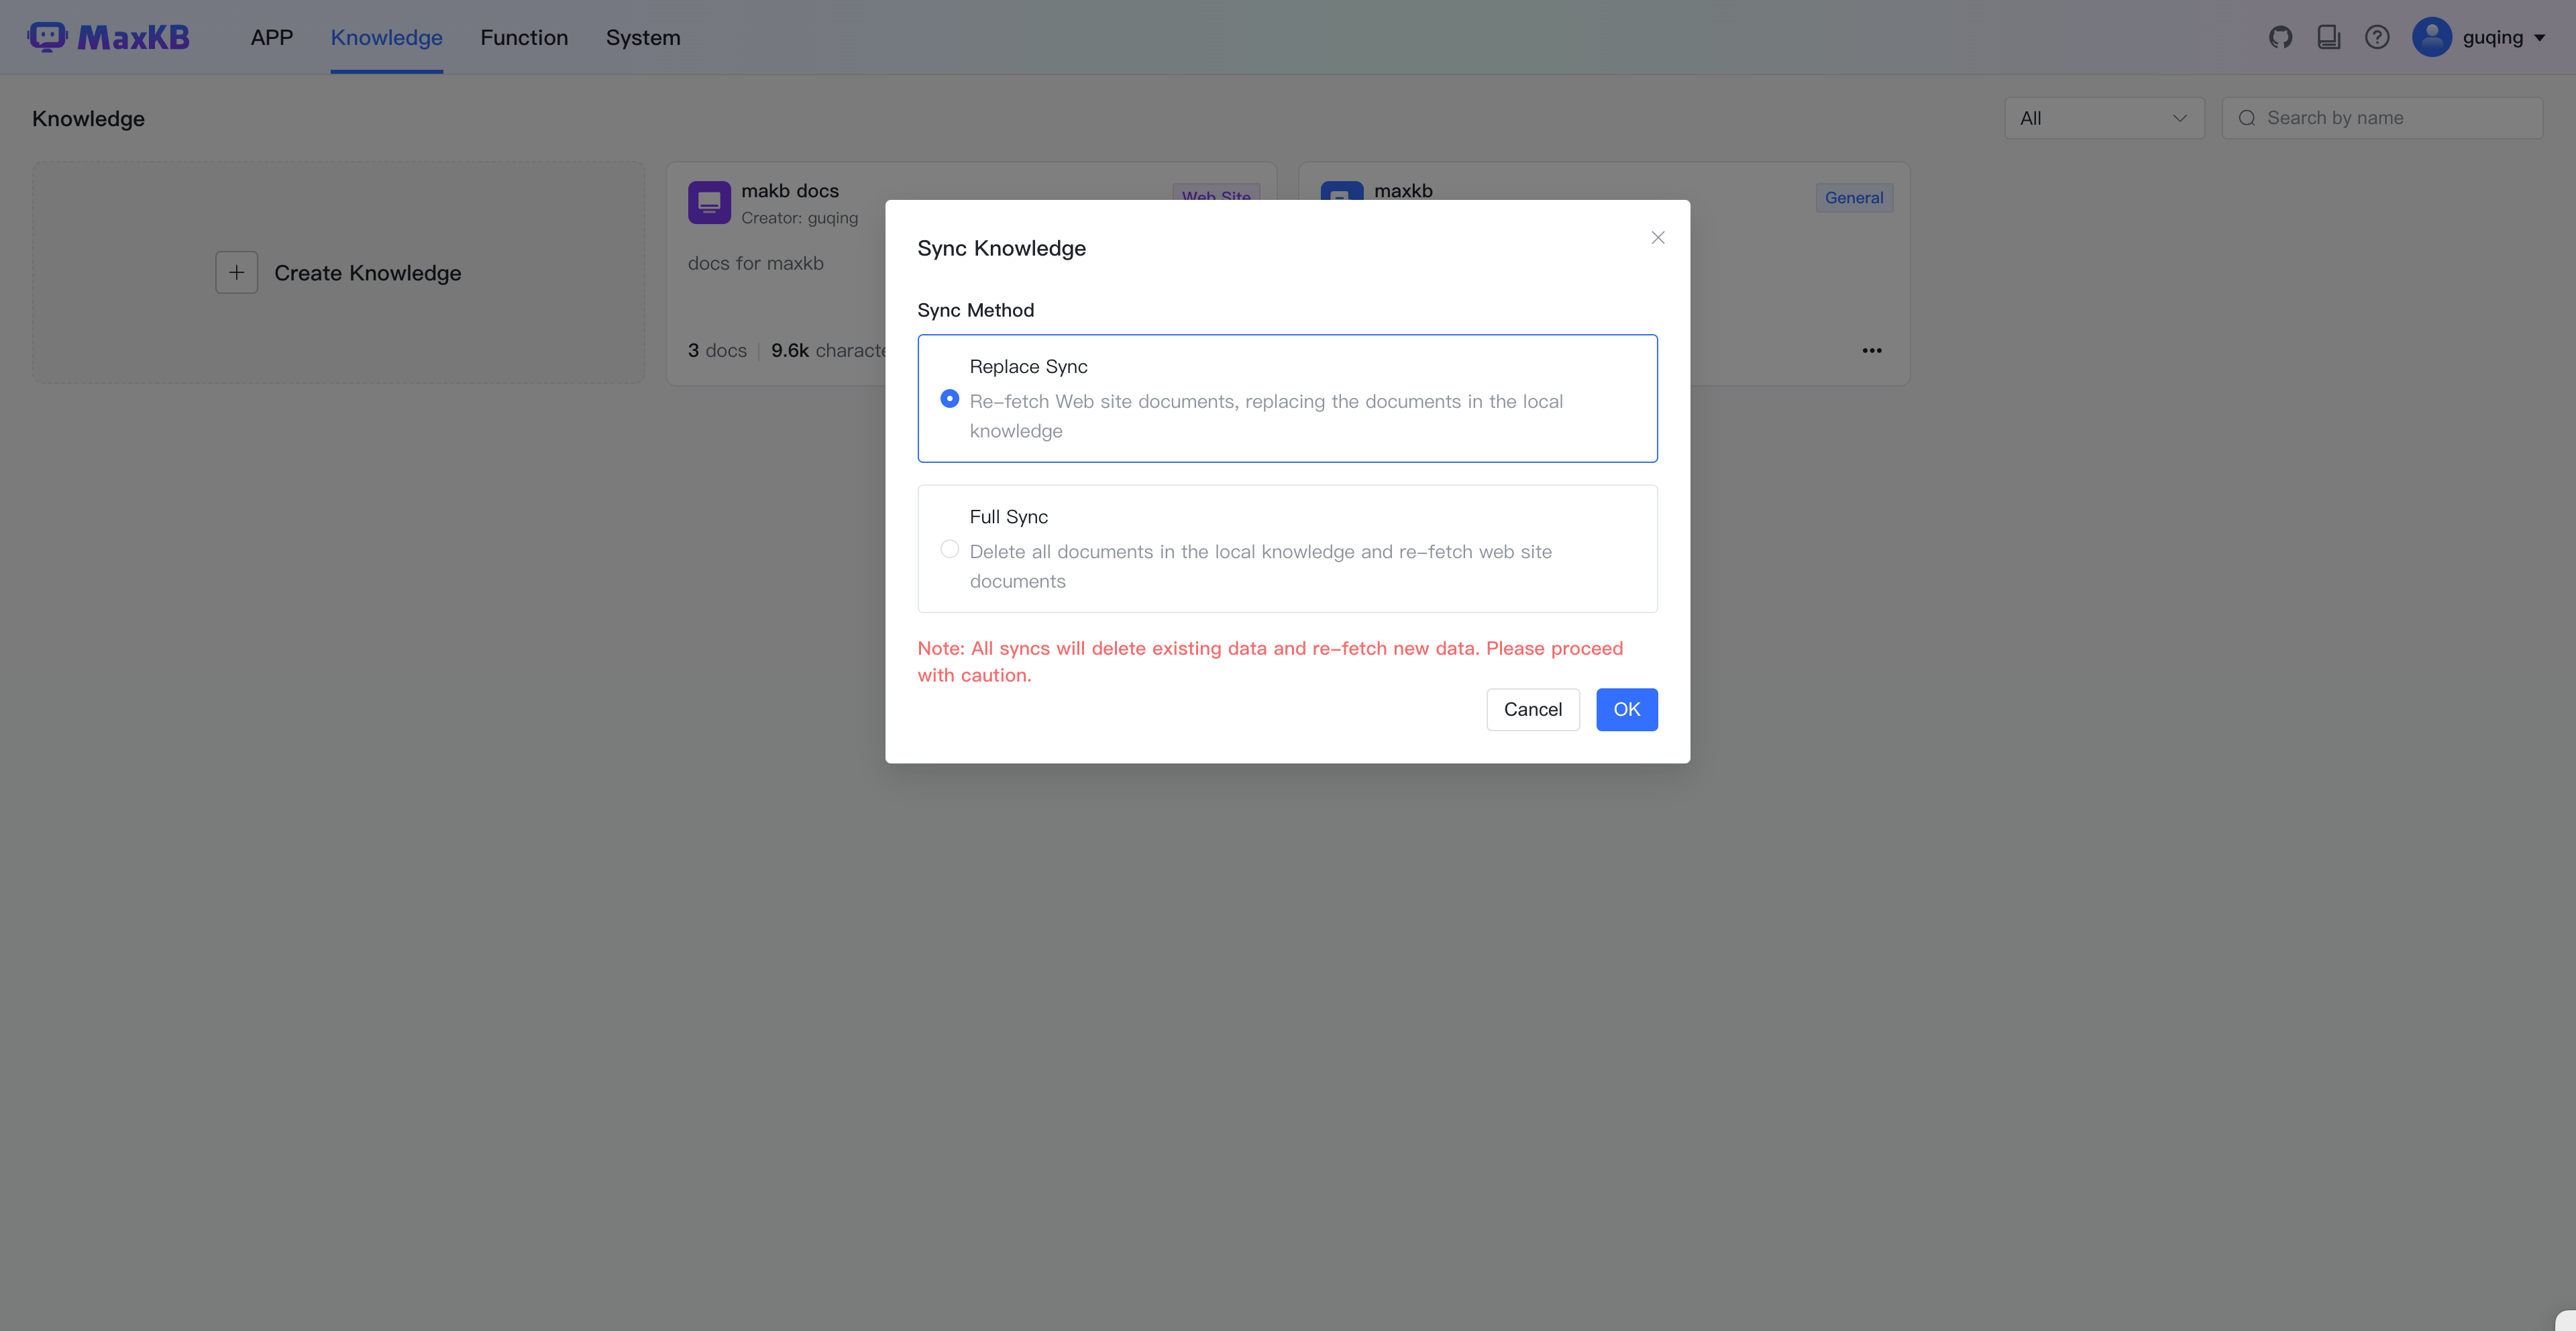 MaxKB
APP
Knowledge
Function
System
guqing
Knowledge
All
Search by name
Create Knowledge
makb docs
Creator: guqing
Web Site
docs for maxkb
3 docs
9.6k
maxkb
General
Sync Knowledge
Sync Method
Replace Sync
Re-fetch Web site documents, replacing the documents in the local
knowledge
Full Sync
Delete all documents in the local knowledge and re-fetch web site
documents
Note: All syncs will delete existing data and re-fetch new data. Please proceed
with caution.
Cancel
OK